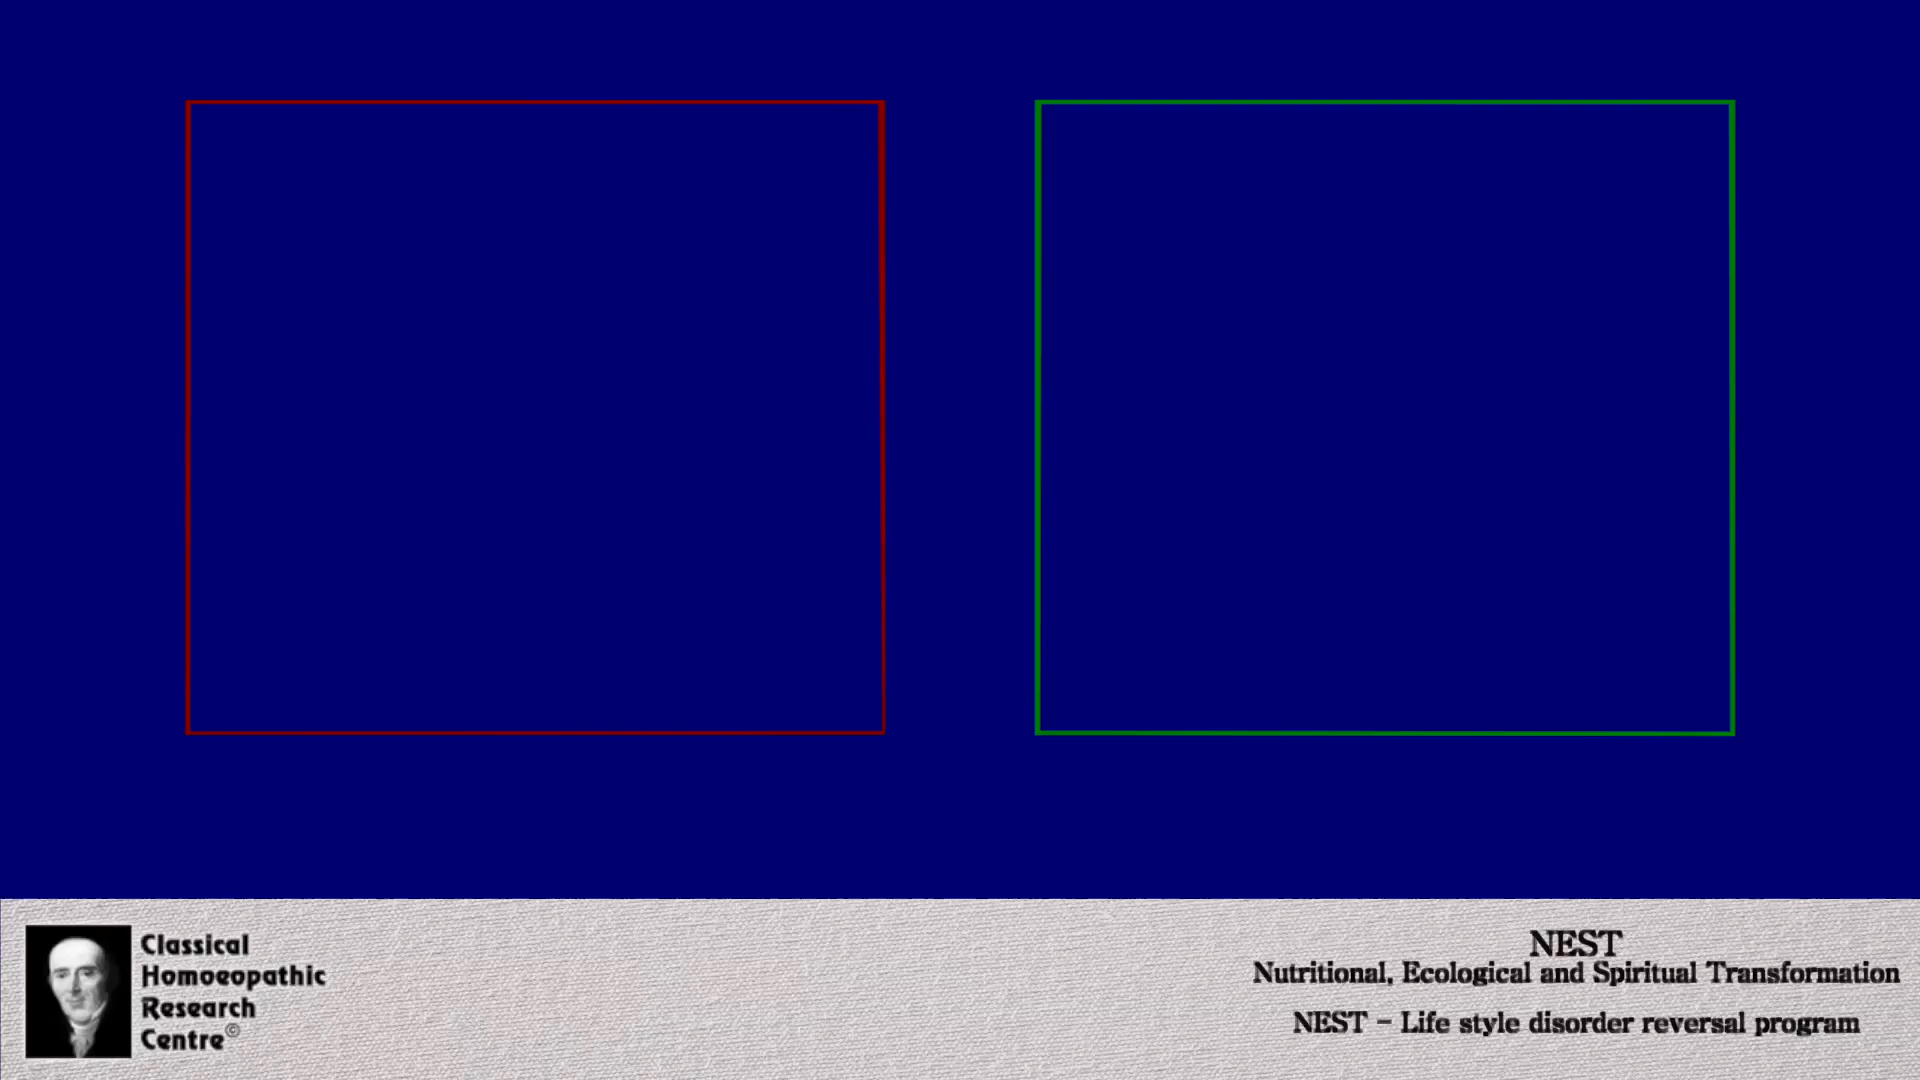 Classical
Homoeopathic
Research
Centre©
NEST
Nutritional, Ecological and Spiritual Transformation
NEST - Life style disorder reversal program